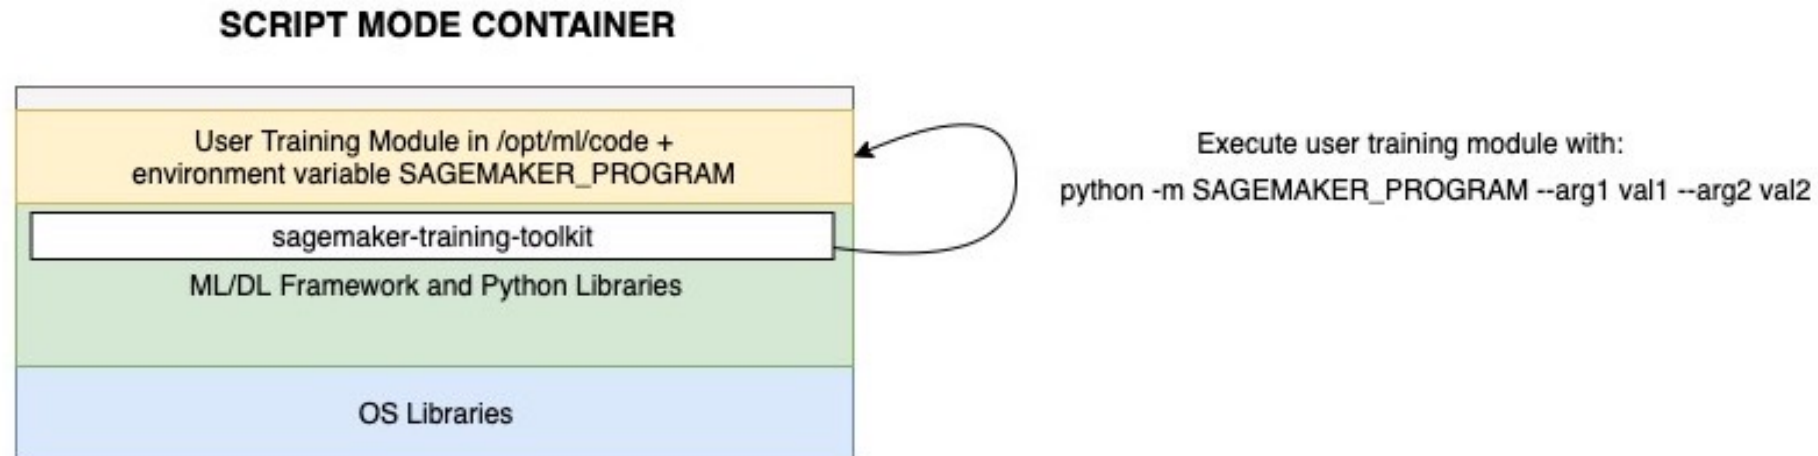 SCRIPT MODE CONTAINER
User Training Module in /opt/ml/code +
environment variable SAGEMAKER_PROGRAM
sagemaker-training-toolkit
ML/DL Framework and Python Libraries
OS Libraries
Execute user training module with:
python -m SAGEMAKER_PROGRAM --arg1 val1 --arg2 val2